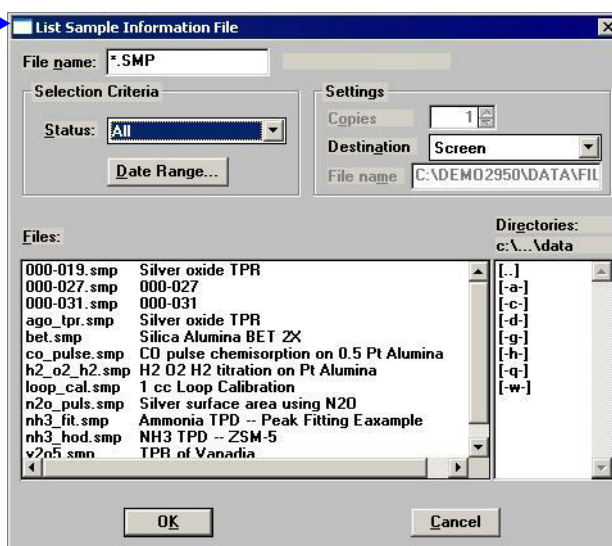 List Sample Information File
File name: *.SMP
Selection Criteria
Status: All
Date Range...
Settings
Copies 1
Destination Screen
File name C:\DEMO2950\DATA\FIL
Files:
000-019.smp Silver oxide TPR
000-027.smp 000-027
000-031.smp 000-031
ago_tpr.smp Silver oxide TPR
bet.smp Silica Alumina BET 2X
co_pulse.smp CO pulse chemisorption on 0.5 Pt Alumina
h2_o2_h2.smp H2 O2 H2 titration on Pt Alumina
loop_cal.smp 1 cc Loop Calibration
n2o_puls.smp Silver surface area using N2O
nh3_fit.smp Ammonia TPD -- Peak Fitting Eaxample
nh3_hod.smp NH3 TPD -- ZSM-5
v2o5.smp TPR of Vanadia
Directories:
c:\...\data
[..]
[-a-]
[-c-]
[-d-]
[-g-]
[-h-]
[-q-]
[-w-]
OK
Cancel